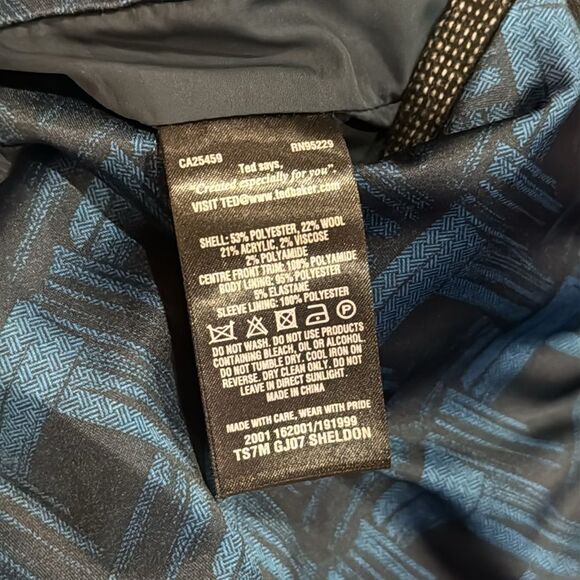 CA25459 RN95229
Ted says,
"Created especially for you".
VISIT TED@www.tedbaker.com
SHELL: 53% POLYESTER, 22% WOOL
21% ACRYLIC, 2% VISCOSE
2% POLYAMIDE
CENTRE FRONT TRIM: 100% POLYAMIDE
BODY LINING: POLYESTER
5% ELASTANE
SLEEVE LINING: 100% POLYESTER
DO NOT WASH. DO NOT USE PRODUCTS
CONTAINING BLEACH, OIL OR ALCOHOL.
DO NOT TUMBLE DRY. COOL IRON ON
REVERSE. DRY CLEAN ONLY. DO NOT
LEAVE IN DIRECT SUNLIGHT
MADE IN CHINA
MADE WITH CARE, WEAR WITH PRIDE
2001 162001/191999
TS7M GJ07 SHELDON